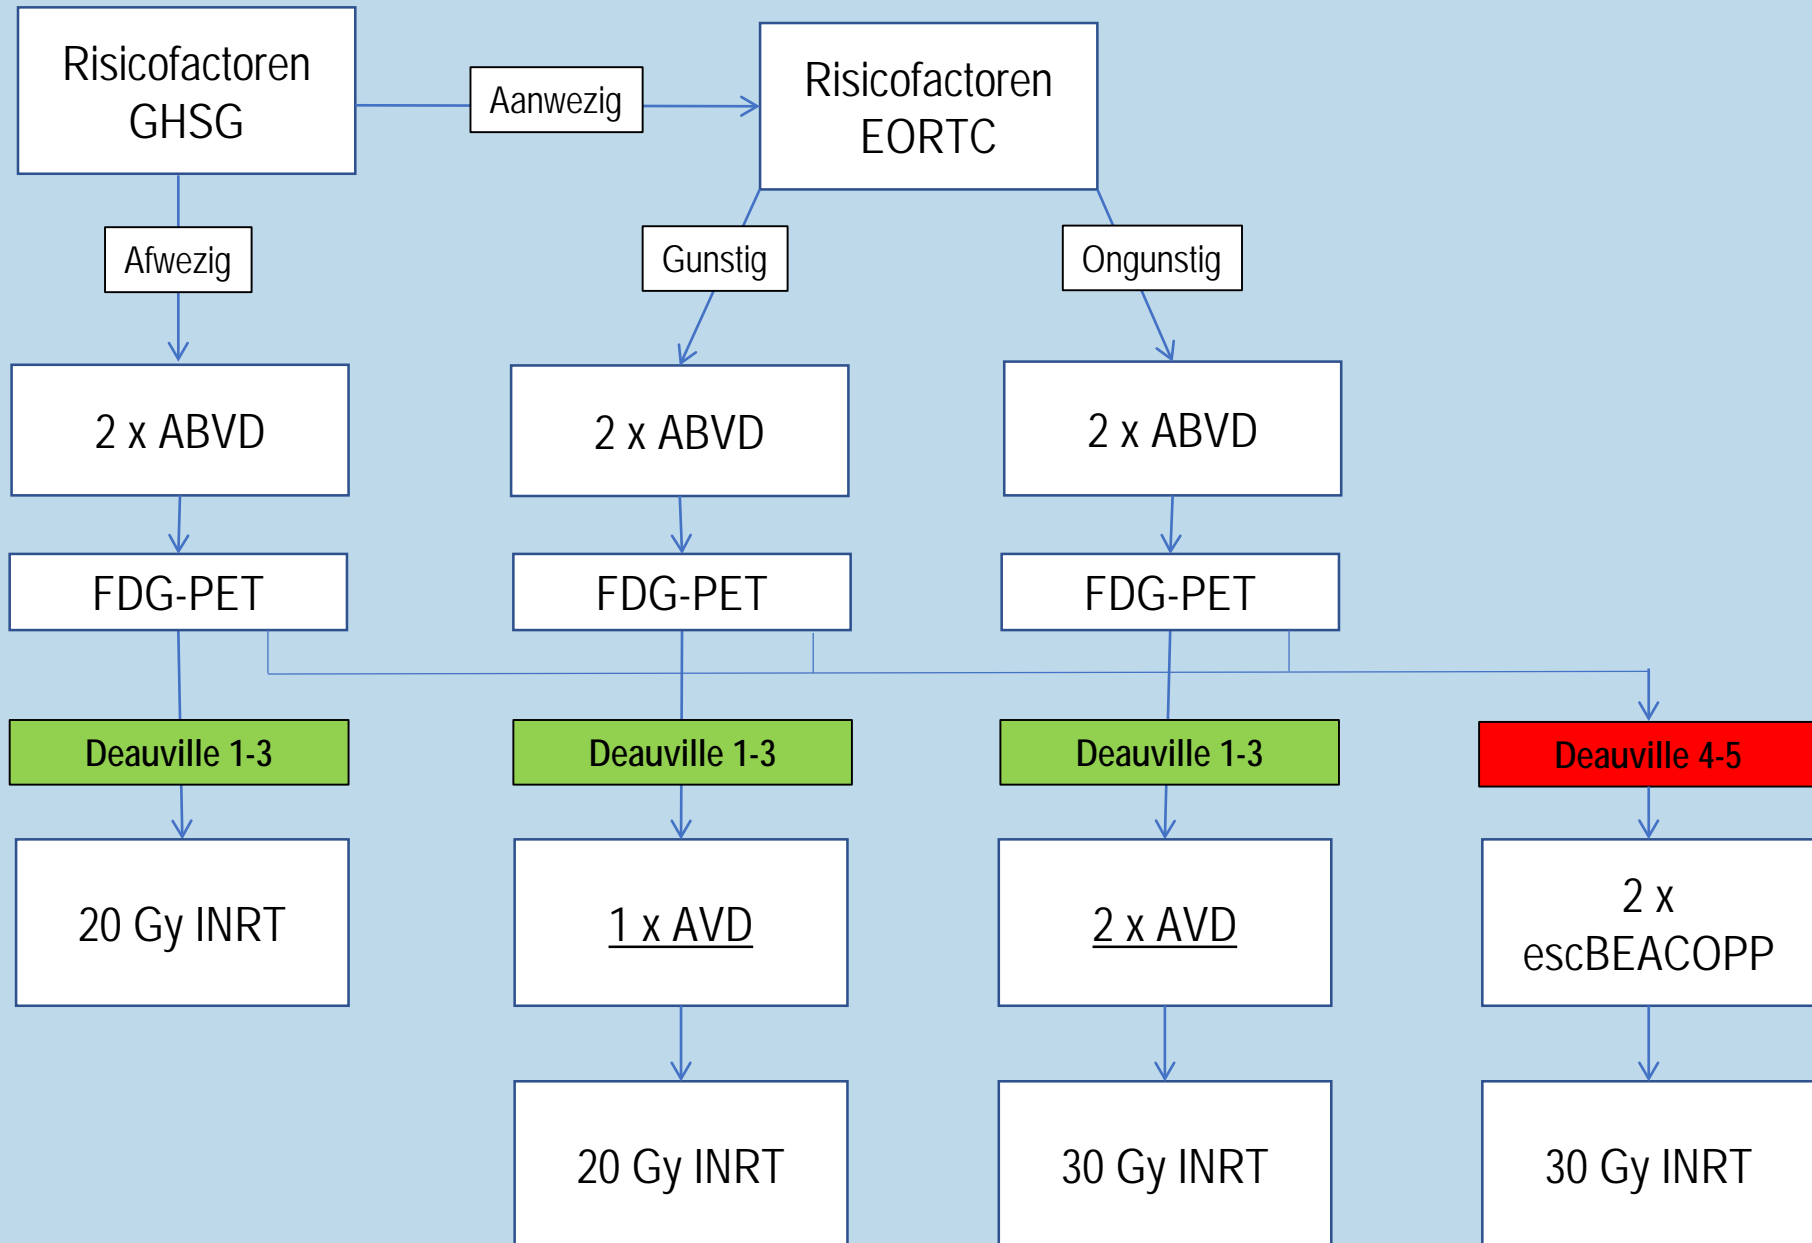 Risicofactoren
GHSG
Aanwezig
Risicofactoren
EORTC
Afwezig
Gunstig
Ongunstig
2 x ABVD
2 x ABVD
2 x ABVD
FDG-PET
FDG-PET
FDG-PET
Deauville 1-3
Deauville 1-3
Deauville 1-3
Deauville 4-5
20 Gy INRT
1 x AVD
2 x AVD
2 x
escBEACOPP
20 Gy INRT
30 Gy INRT
30 Gy INRT